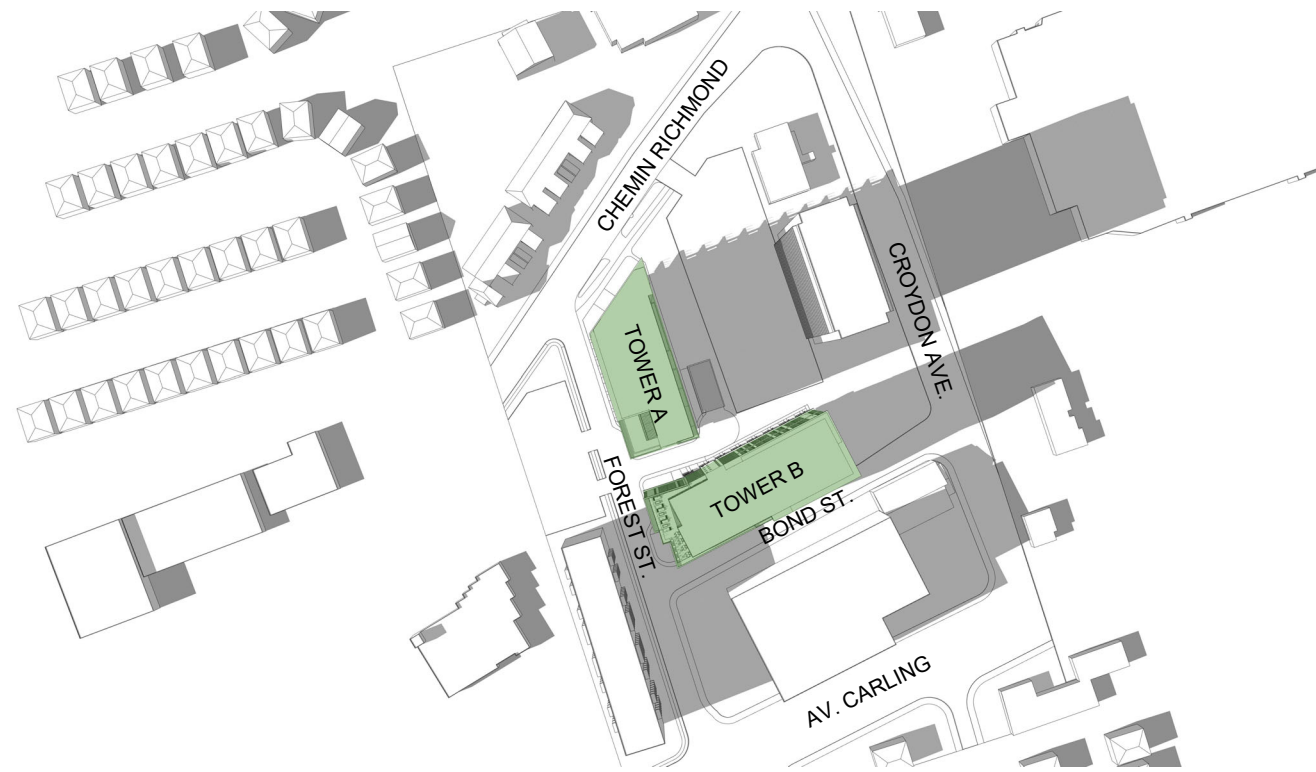 CHEMIN RICHMOND
CROYDON AVE.
TOWER A
TOWER B
FOREST ST.
BOND ST.
AV. CARLING